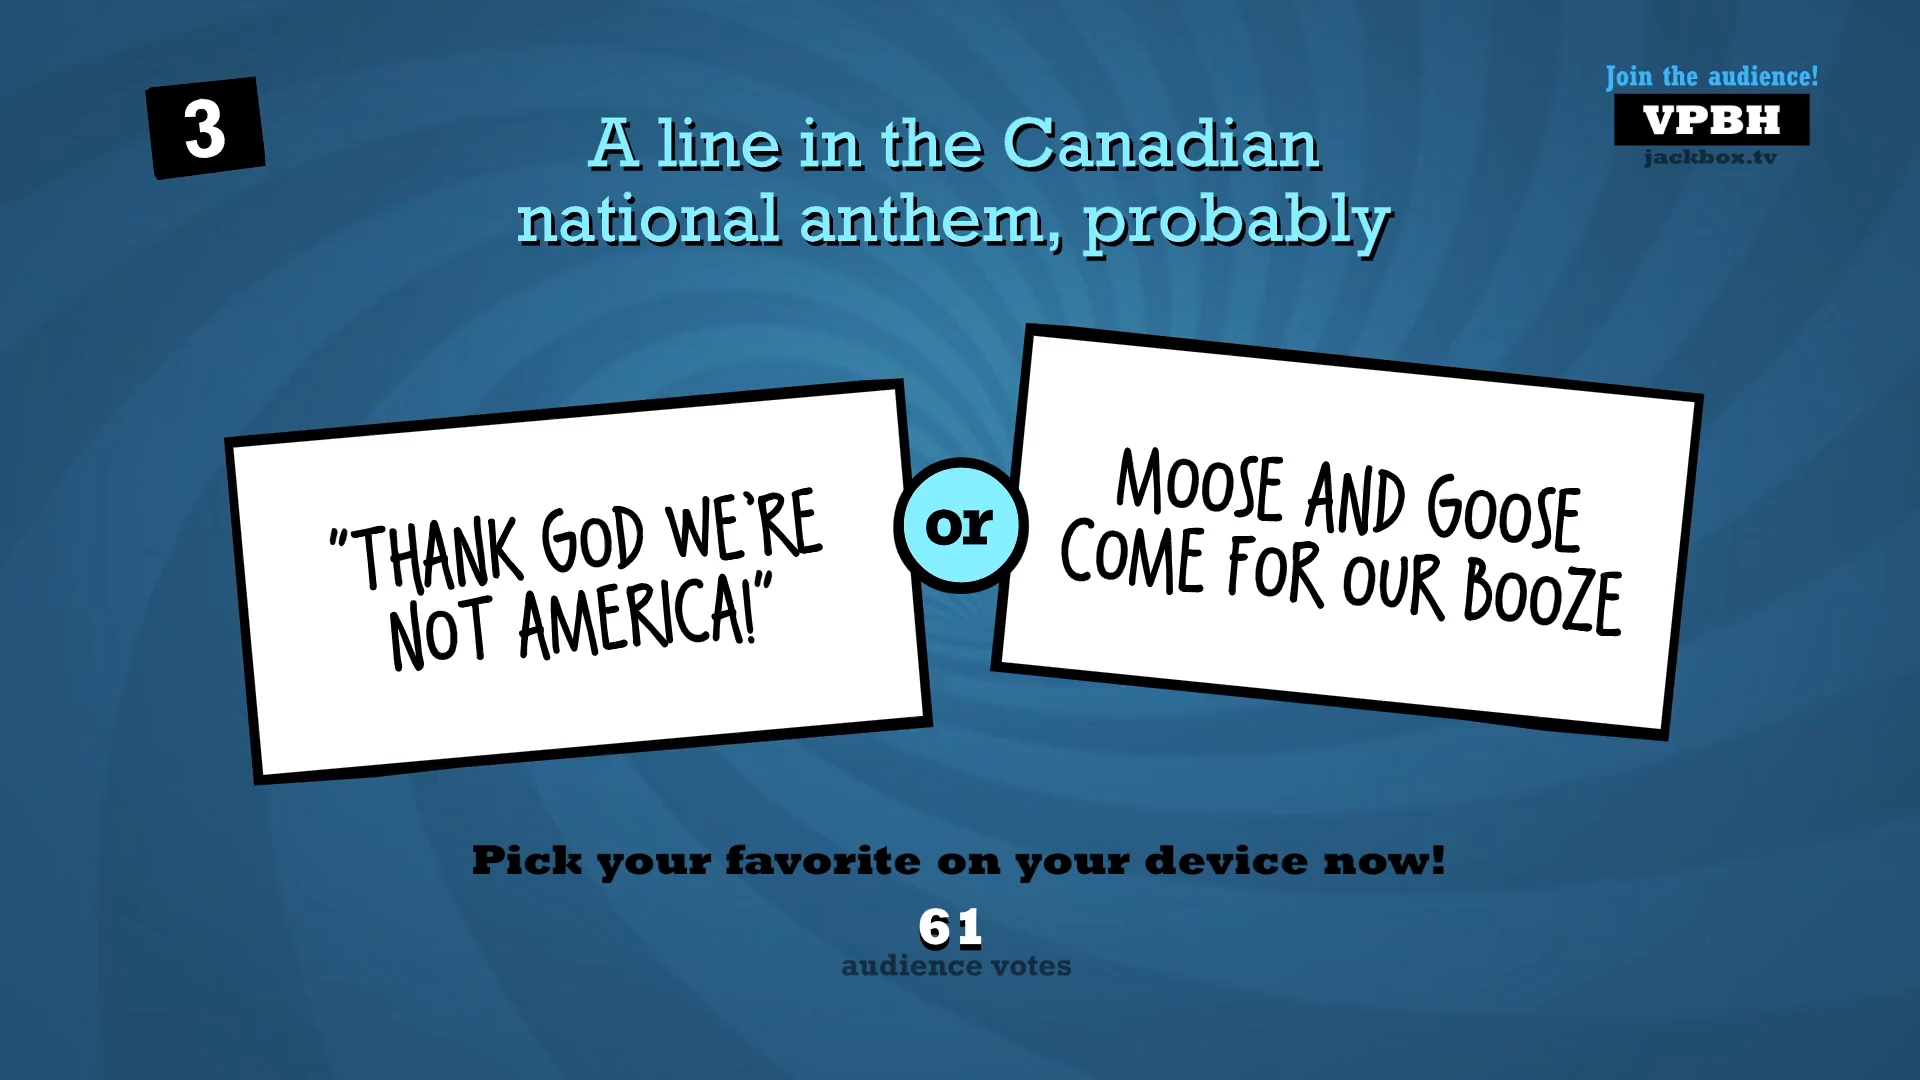 3
Join the audience!
VPBH
jackbox.tv
A line in the Canadian
national anthem, probably
"THANK GOD WE'RE
NOT AMERICA!"
or
MOOSE AND GOOSE
COME FOR OUR BOOZE
Pick your favorite on your device now!
61
audience votes